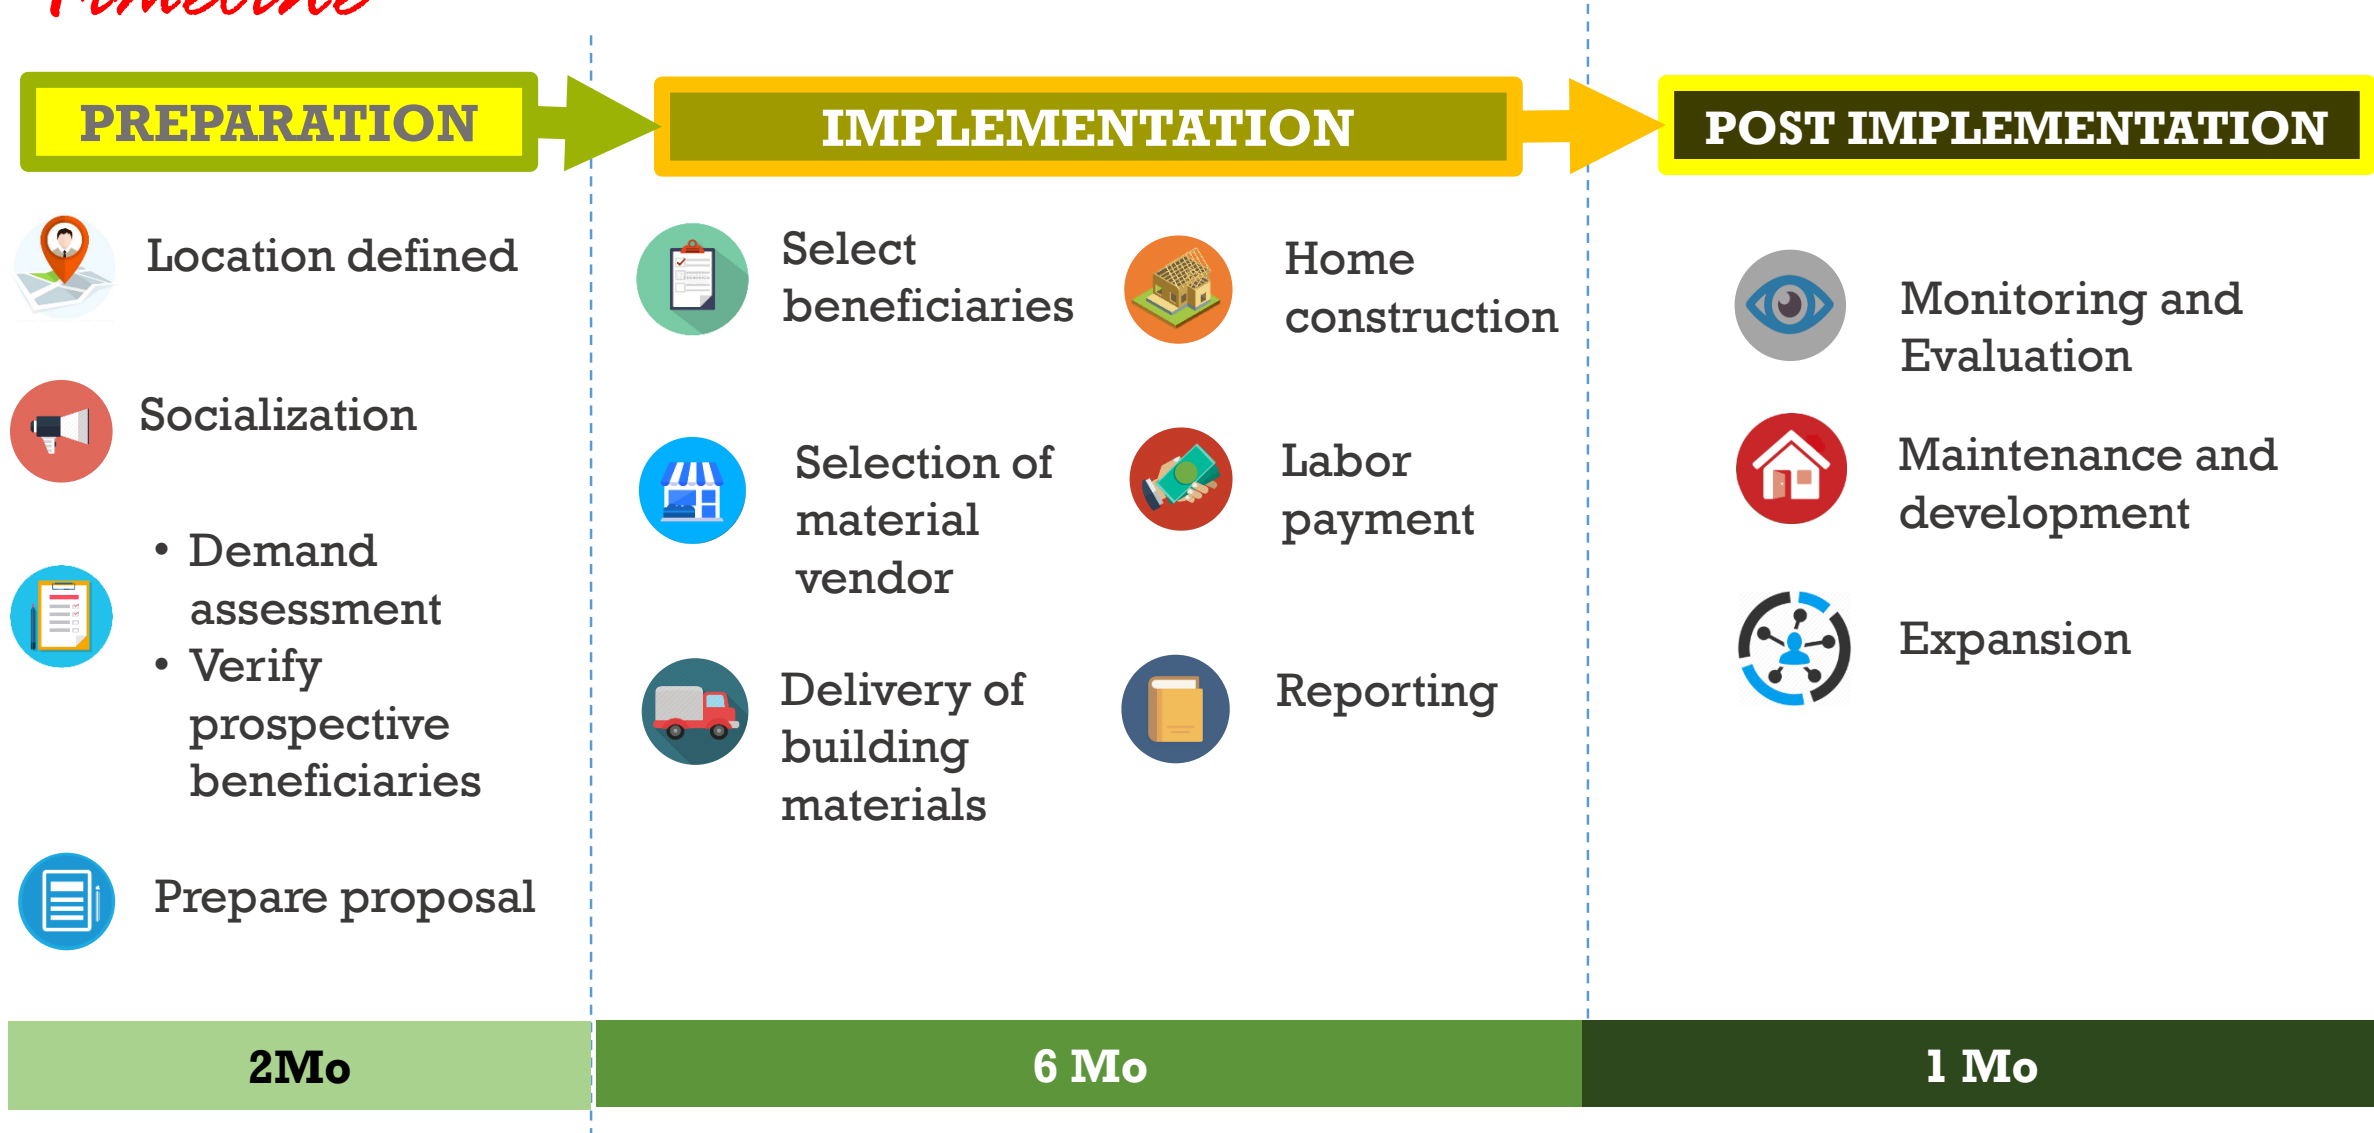 Timeline
PREPARATION
IMPLEMENTATION
POST IMPLEMENTATION
Location defined
Socialization
• Demand
assessment
• Verify
prospective
beneficiaries
Prepare proposal
Select
beneficiaries
Selection of
material
vendor
Delivery of
building
materials
Home
construction
Labor
payment
Reporting
Monitoring and
Evaluation
Maintenance and
development
Expansion
2Mo
6 Mo
1 Mo